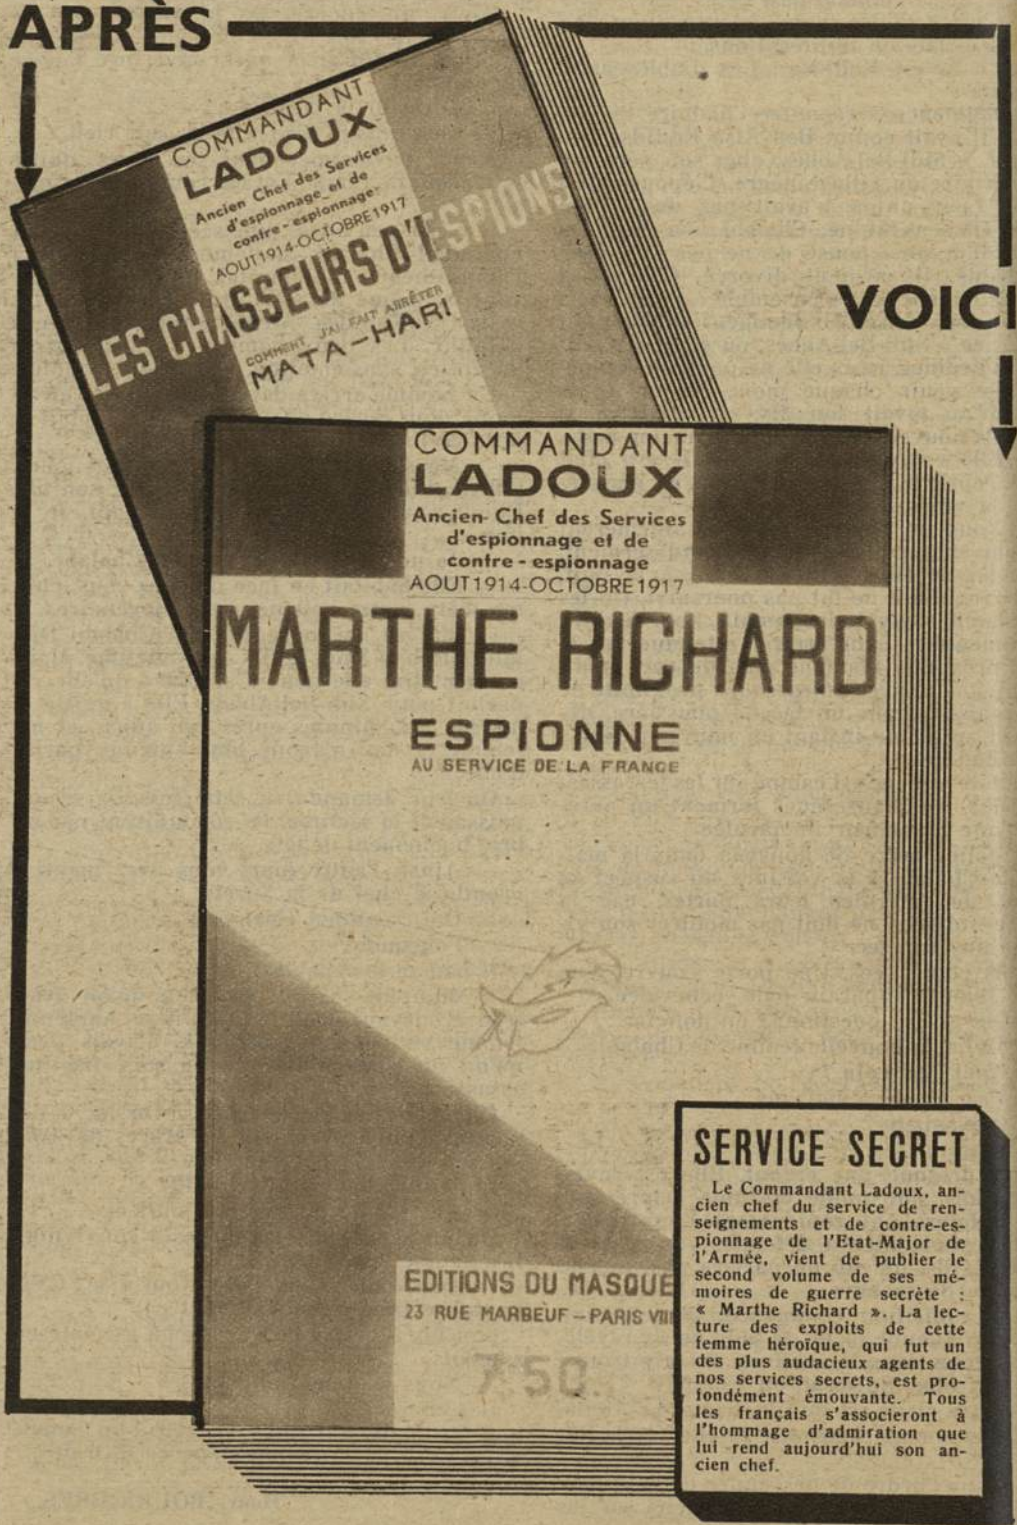 APRÈS
COMMANDANT
LADOUX
Ancien Chef des Services
d'espionnage et de
contre-espionnage
AOUT 1914-OCTOBRE 1917
LES CHASSEURS D'ESPIONS
COMMENT J'AI FAIT ARRÊTER
MATA-HARI
VOICI
COMMANDANT
LADOUX
Ancien-Chef des Services
d'espionnage et de
contre-espionnage
AOUT 1914-OCTOBRE 1917
MARTHE RICHARD
ESPIONNE
AU SERVICE DE LA FRANCE
EDITIONS DU MASQUE
23 RUE MARBEUF – PARIS VIII
7.50
SERVICE SECRET
Le Commandant Ladoux, an-
cien chef du service de ren-
seignements et de contre-es-
pionnage de l'Etat-Major de
l'Armée, vient de publier le
second volume de ses mé-
moires de guerre secrète :
« Marthe Richard ». La lec-
ture des exploits de cette
femme héroïque, qui fut un
des plus audacieux agents de
nos services secrets, est pro-
fondément émouvante. Tous
les français s'associeront à
l'hommage d'admiration que
lui rend aujourd'hui son an-
cien chef.